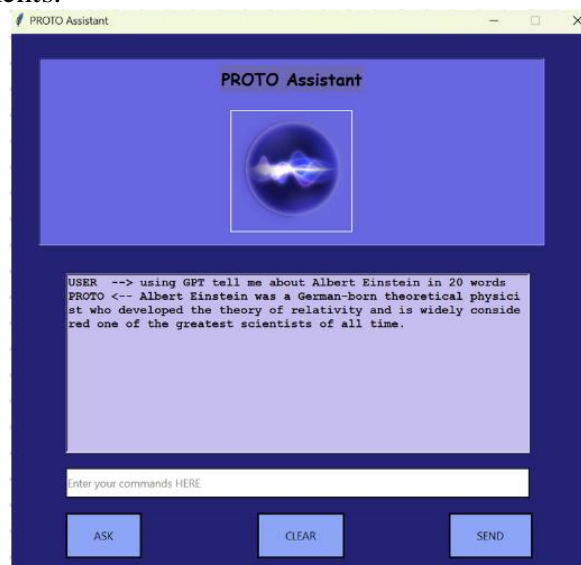 PROTO Assistant
PROTO Assistant
USER --> using GPT tell me about Albert Einstein in 20 words
PROTO <-- Albert Einstein was a German-born theoretical physici
st who developed the theory of relativity and is widely conside
red one of the greatest scientists of all time.
Enter your commands HERE
ASK
CLEAR
SEND